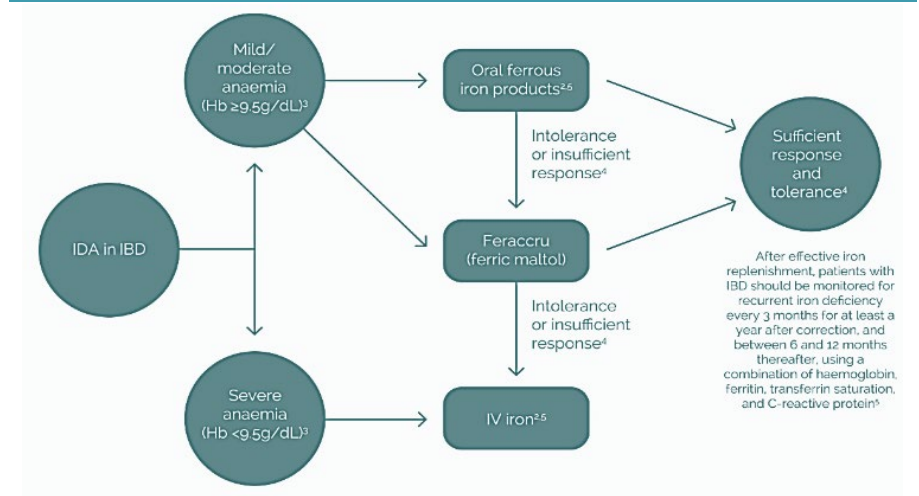 Mild/
moderate
anaemia
(Hb ≥9.5g/dL)³
Oral ferrous
iron products²,⁵
Intolerance
or insufficient
response⁴
Sufficient
response
and
tolerance⁴
IDA in IBD
Feraccru
(ferric maltol)
After effective iron
replenishment, patients with
IBD should be monitored for
recurrent iron deficiency
every 3 months for at least a
year after correction, and
between 6 and 12 months
thereafter, using a
combination of haemoglobin,
ferritin, transferrin saturation,
and C-reactive protein⁵
Intolerance
or insufficient
response⁴
Severe
anaemia
(Hb <9.5g/dL)³
IV iron²,⁵